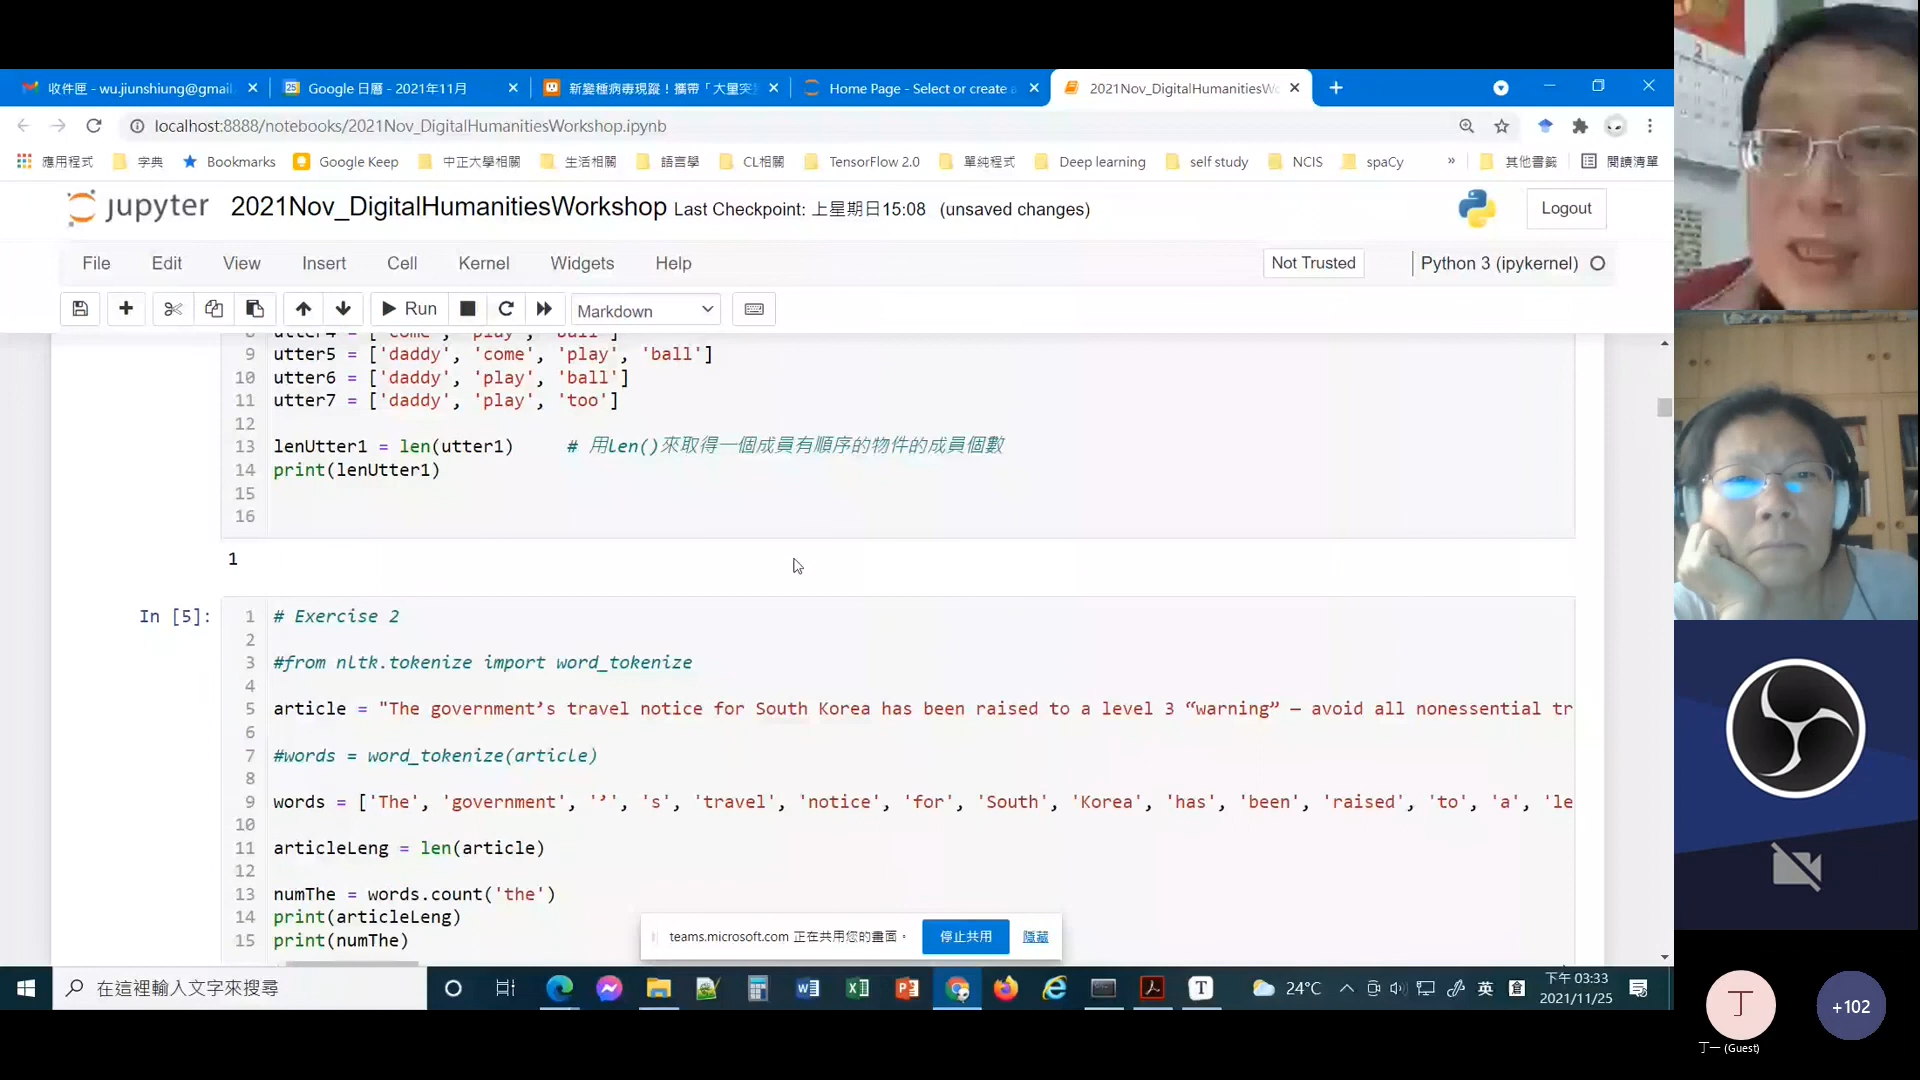 收件匣 - wu.jiunshiung@gmail.
Google 日曆 - 2021年11月
新變種病毒現蹤！攜帶「大量突
Home Page - Select or create a
2021Nov_DigitalHumanitiesWo
localhost:8888/notebooks/2021Nov_DigitalHumanitiesWorkshop.ipynb
應用程式 字典 Bookmarks Google Keep 中正大學相關 生活相關 語言學 CL相關 TensorFlow 2.0 單純程式 Deep learning self study NCIS spaCy » 其他書籤 閱讀清單
jupyter 2021Nov_DigitalHumanitiesWorkshop Last Checkpoint: 上星期日15:08 (unsaved changes) Logout
File Edit View Insert Cell Kernel Widgets Help Not Trusted Python 3 (ipykernel)
Run Markdown
8 utter4 = ['come', 'play', 'ball']
9 utter5 = ['daddy', 'come', 'play', 'ball']
10 utter6 = ['daddy', 'play', 'ball']
11 utter7 = ['daddy', 'play', 'too']
12
13 lenUtter1 = len(utter1) # 用len()來取得一個成員有順序的物件的成員個數
14 print(lenUtter1)
15
16
1
In [5]:
1 # Exercise 2
2
3 #from nltk.tokenize import word_tokenize
4
5 article = "The government’s travel notice for South Korea has been raised to a level 3 “warning” — avoid all nonessential tr
6
7 #words = word_tokenize(article)
8
9 words = ['The', 'government', '’', 's', 'travel', 'notice', 'for', 'South', 'Korea', 'has', 'been', 'raised', 'to', 'a', 'le
10
11 articleLeng = len(article)
12
13 numThe = words.count('the')
14 print(articleLeng)
15 print(numThe)
teams.microsoft.com 正在共用您的畫面。 停止共用 隱藏
在這裡輸入文字來搜尋
24°C
英
下午 03:33
2021/11/25
丁
+102
丁一 (Guest)